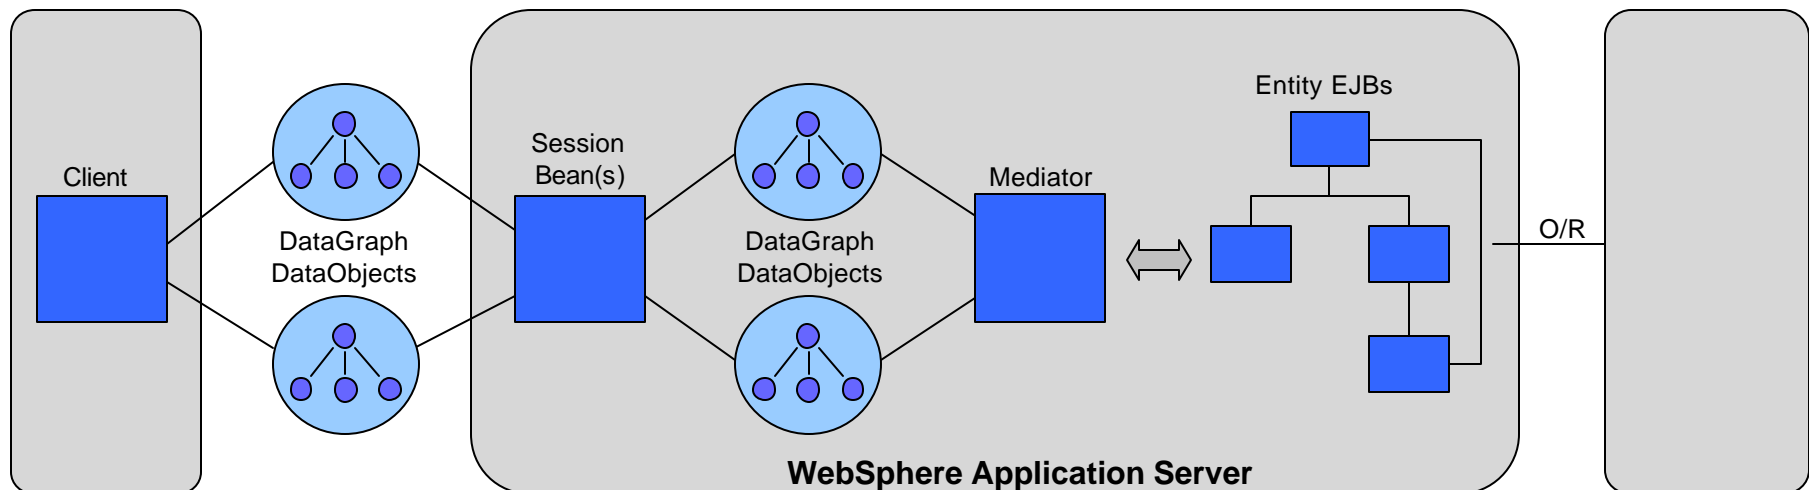 Client
DataGraph
DataObjects
Session
Bean(s)
DataGraph
DataObjects
Mediator
Entity EJBs
O/R
WebSphere Application Server